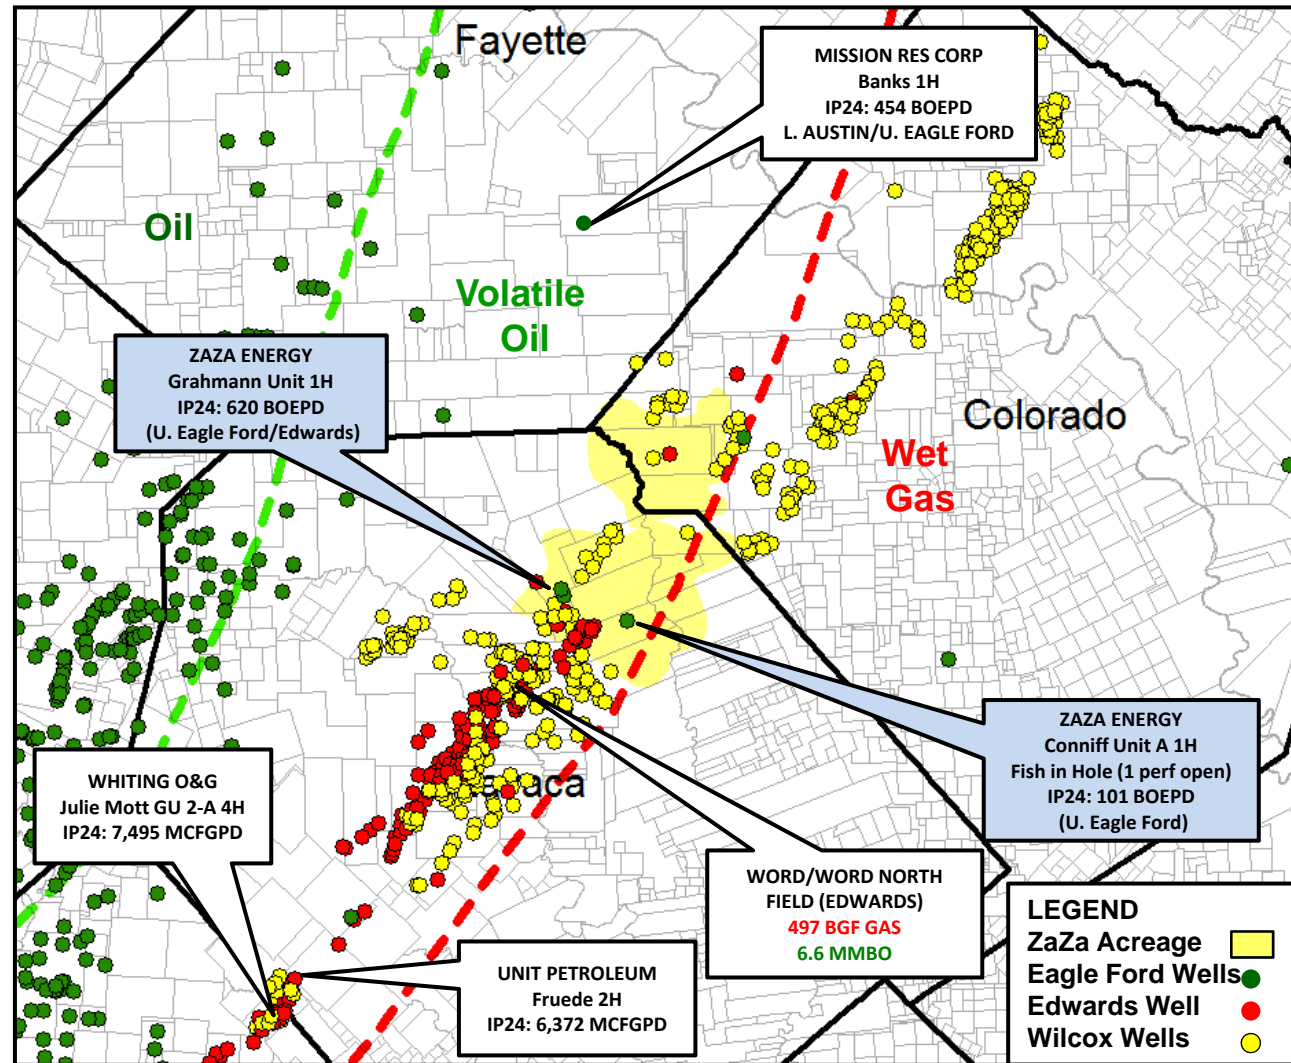 Fayette
MISSION RES CORP
Banks 1H
IP24: 454 BOEPD
L. AUSTIN/U. EAGLE FORD
Oil
Volatile
Oil
ZAZA ENERGY
Grahmann Unit 1H
IP24: 620 BOEPD
(U. Eagle Ford/Edwards)
Colorado
Wet
Gas
ZAZA ENERGY
Conniff Unit A 1H
Fish in Hole (1 perf open)
IP24: 101 BOEPD
(U. Eagle Ford)
WHITING O&G
Julie Mott GU 2-A 4H
IP24: 7,495 MCFGPD
WORD/WORD NORTH
FIELD (EDWARDS)
497 BGF GAS
6.6 MMBO
UNIT PETROLEUM
Fruede 2H
IP24: 6,372 MCFGPD
LEGEND
ZaZa Acreage
Eagle Ford Wells
Edwards Well
Wilcox Wells